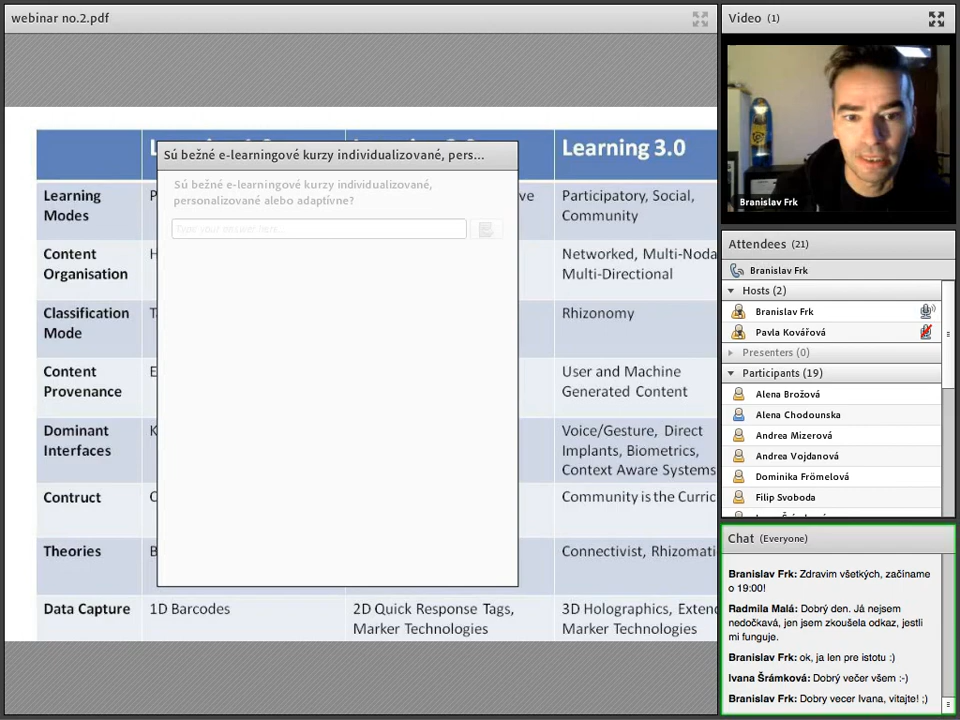 webinar no.2.pdf
Learning 3.0
Learning
Modes
Participatory, Social,
Community
Content
Organisation
Networked, Multi-Noda
Multi-Directional
Classification
Mode
Rhizonomy
Content
Provenance
User and Machine
Generated Content
Dominant
Interfaces
Voice/Gesture, Direct
Implants, Biometrics,
Context Aware Systems
Contruct
Community is the Curric
Theories
Connectivist, Rhizomati
Data Capture
1D Barcodes
2D Quick Response Tags,
Marker Technologies
3D Holographics, Extend
Marker Technologies
Sú bežné e-learningové kurzy individualizované, pers...
Sú bežné e-learningové kurzy individualizované,
personalizované alebo adaptívne?
Type your answer here...
Video (1)
Branislav Frk
Attendees (21)
Branislav Frk
Hosts (2)
Branislav Frk
Pavla Kovářová
Presenters (0)
Participants (19)
Alena Brožová
Alena Chodounska
Andrea Mizerová
Andrea Vojdanová
Dominika Frömelová
Filip Svoboda
Chat (Everyone)
Branislav Frk: Zdravim všetkých, začíname
o 19:00!
Radmila Malá: Dobrý den. Já nejsem
nedočkavá, jen jsem zkoušela odkaz, jestli
mi funguje.
Branislav Frk: ok, ja len pre istotu :)
Ivana Šrámková: Dobrý večer všem :-)
Branislav Frk: Dobry vecer Ivana, vitajte! ;)